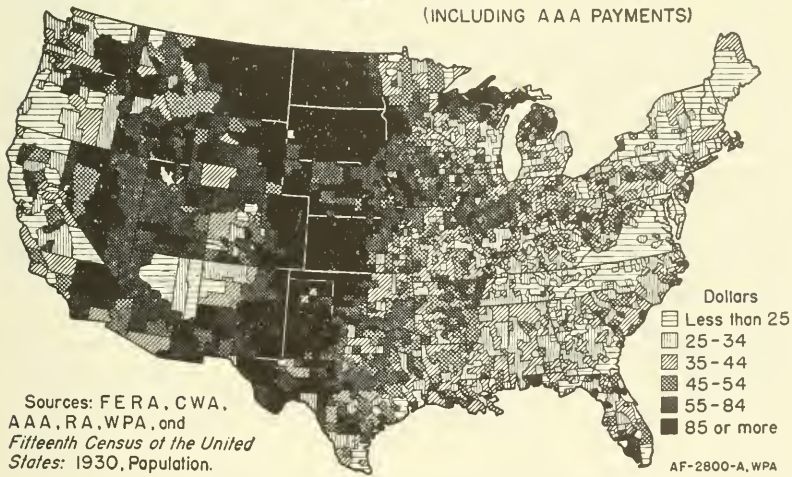 (INCLUDING AAA PAYMENTS)
Dollars
Less than 25
25-34
35-44
45-54
55-84
85 or more
Sources: FERA, CWA,
AAA, RA, WPA, and
Fifteenth Census of the United
States: 1930, Population.
AF-2800-A, WPA